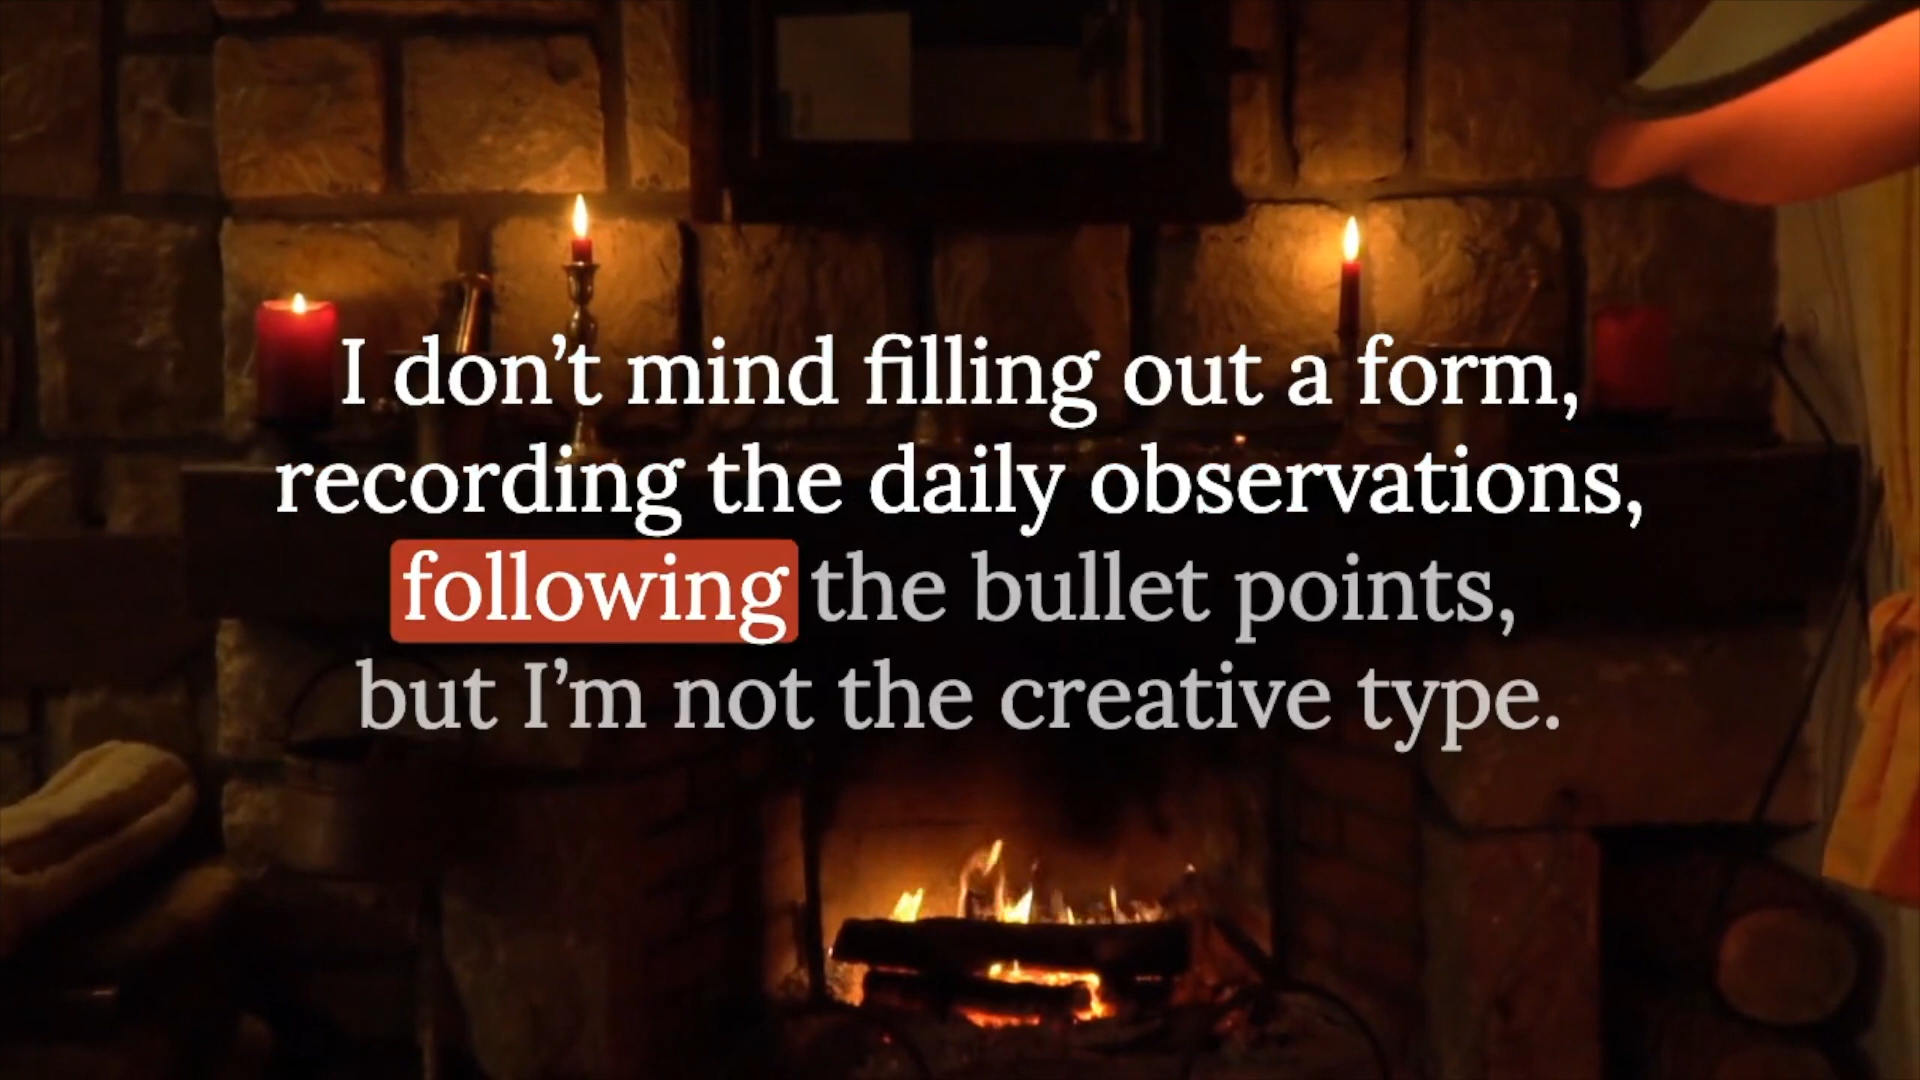 I don’t mind filling out a form,
recording the daily observations,
following the bullet points,
but I’m not the creative type.